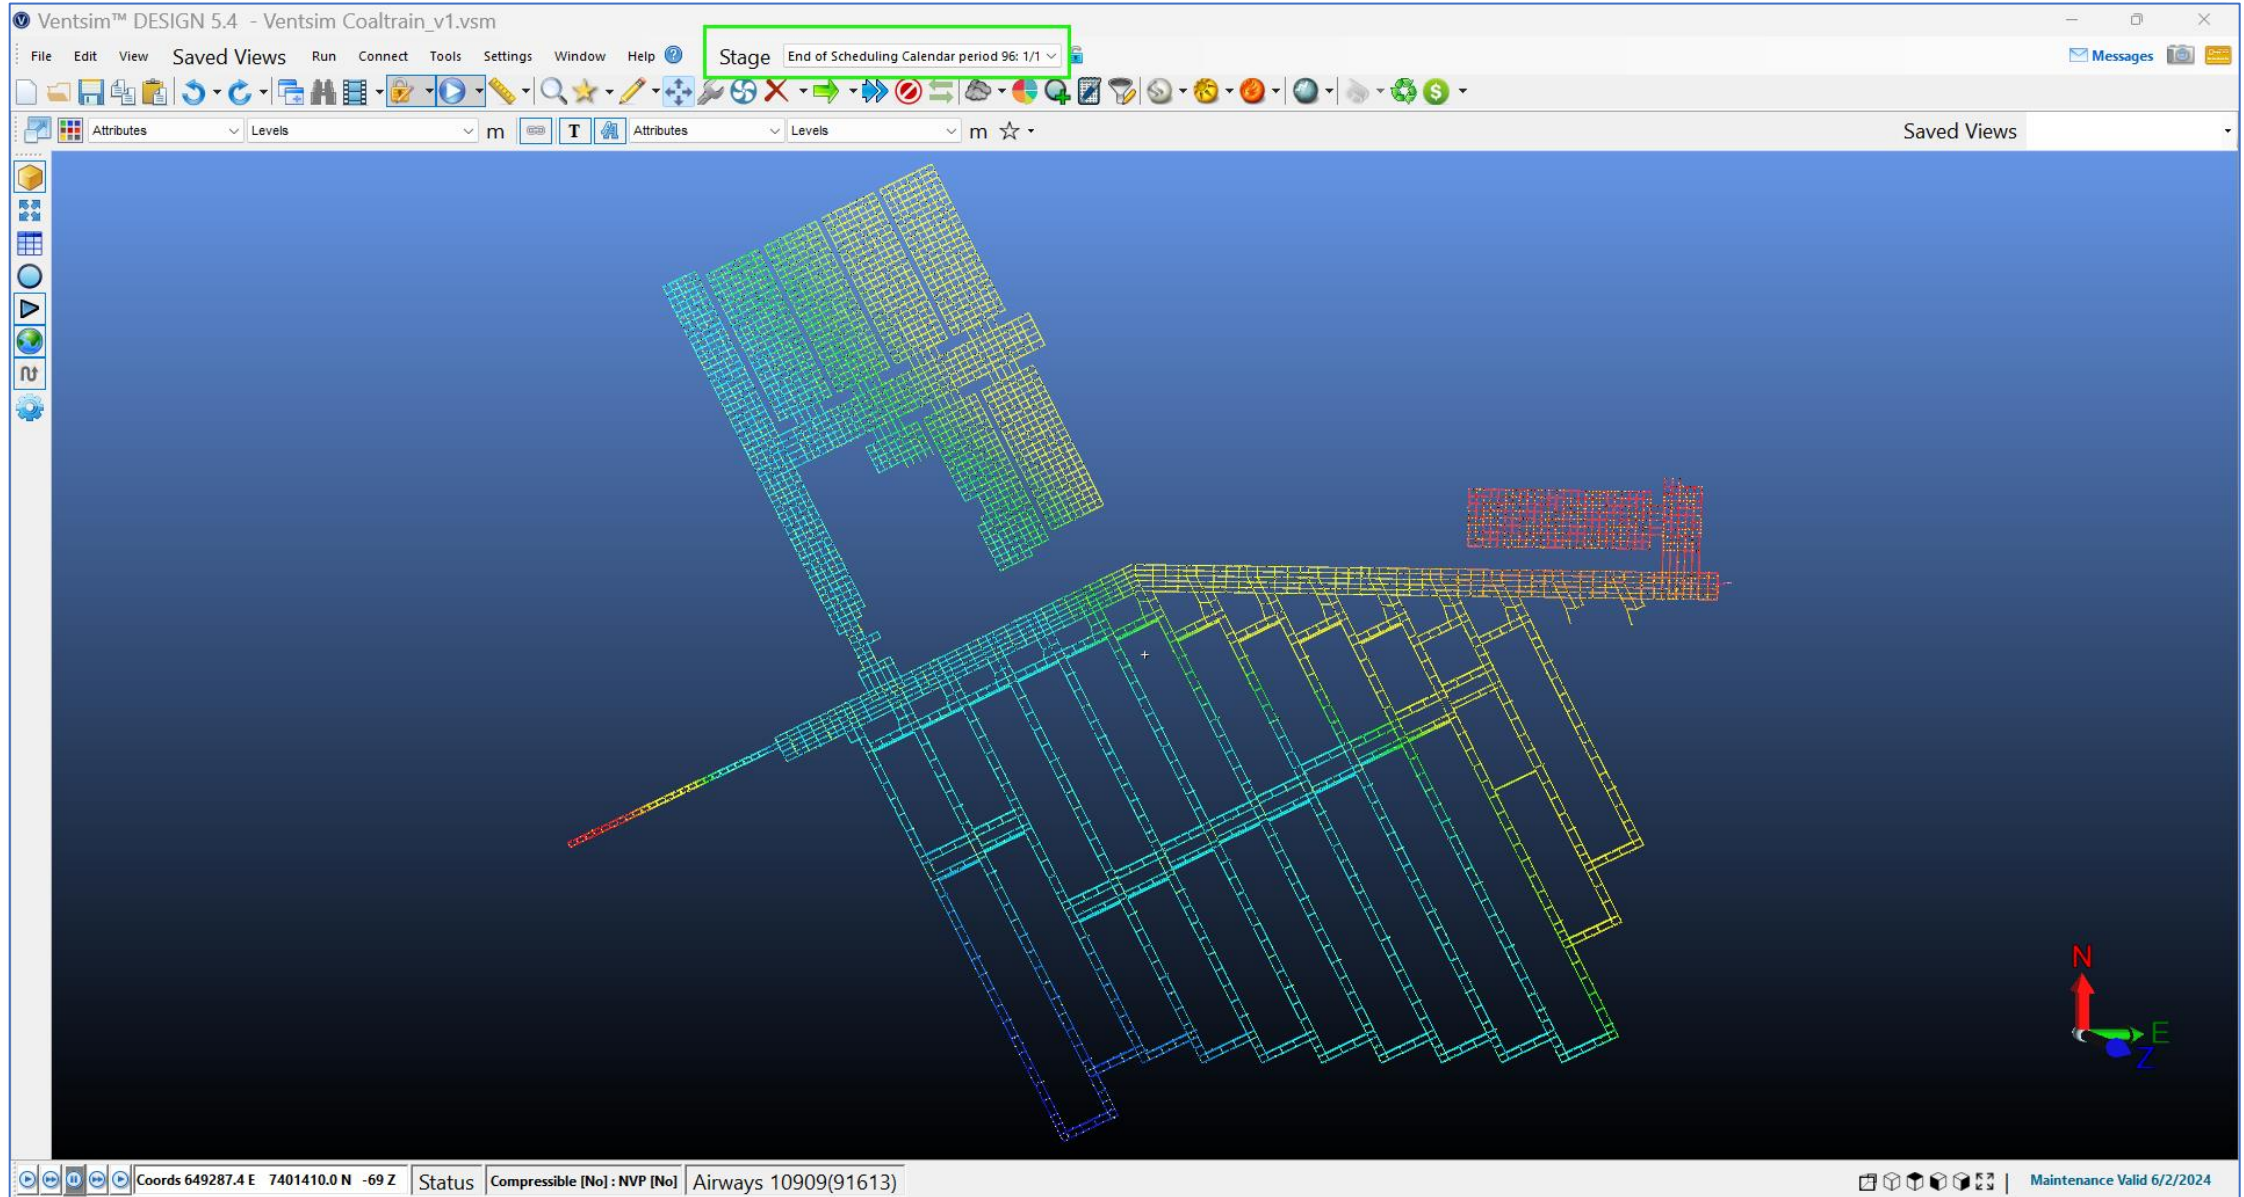 Ventsim™ DESIGN 5.4 - Ventsim Coaltrain_v1.vsm
File Edit View Saved Views Run Connect Tools Settings Window Help ? Stage End of Scheduling Calendar period 96: 1/1 Messages
Attributes Levels m T Attributes Levels m Saved Views
N
E
Z
Coords 649287.4 E 7401410.0 N -69 Z Status Compressible [No] : NVP [No] Airways 10909(91613) Maintenance Valid 6/2/2024